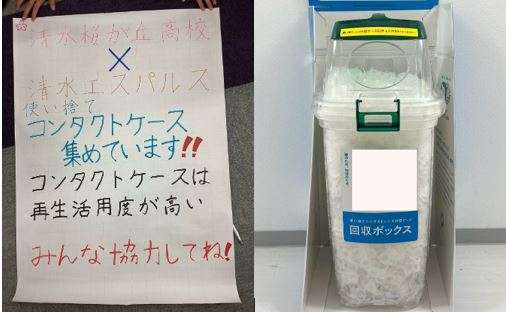 清水桜が丘高校
×
清水エスパルス
使い捨て
コンタクトケース
集めています!!
コンタクトケースは
再生活用度が高い
みんな協力してね!
回収ボックス